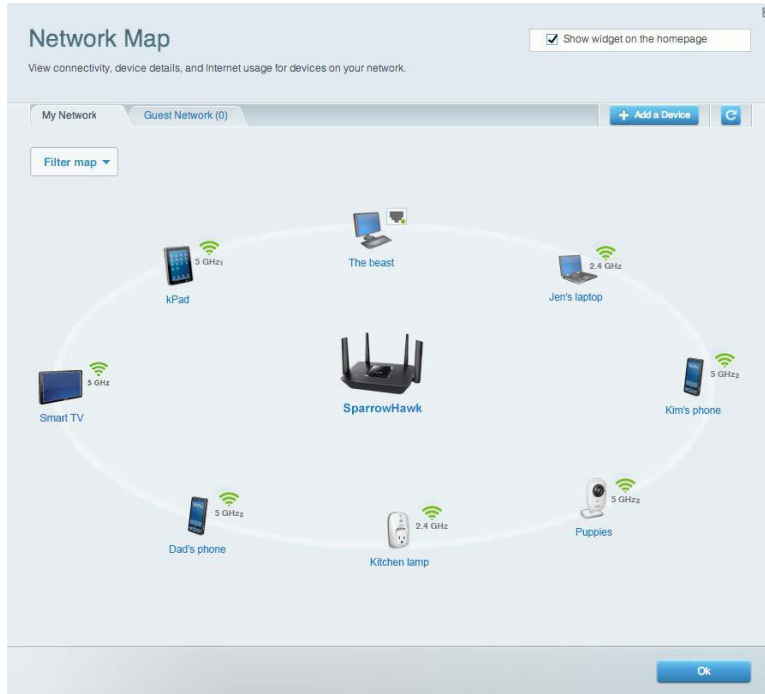 Network Map
Show widget on the homepage
View connectivity, device details, and Internet usage for devices on your network.
My Network
Guest Network (0)
+ Add a Device
Filter map
The beast
5 GHz1
kPad
2.4 GHz
Jen's laptop
5 GHz
Smart TV
SparrowHawk
5 GHz2
Kim's phone
5 GHz2
Dad's phone
2.4 GHz
Kitchen lamp
5 GHz2
Puppies
Ok